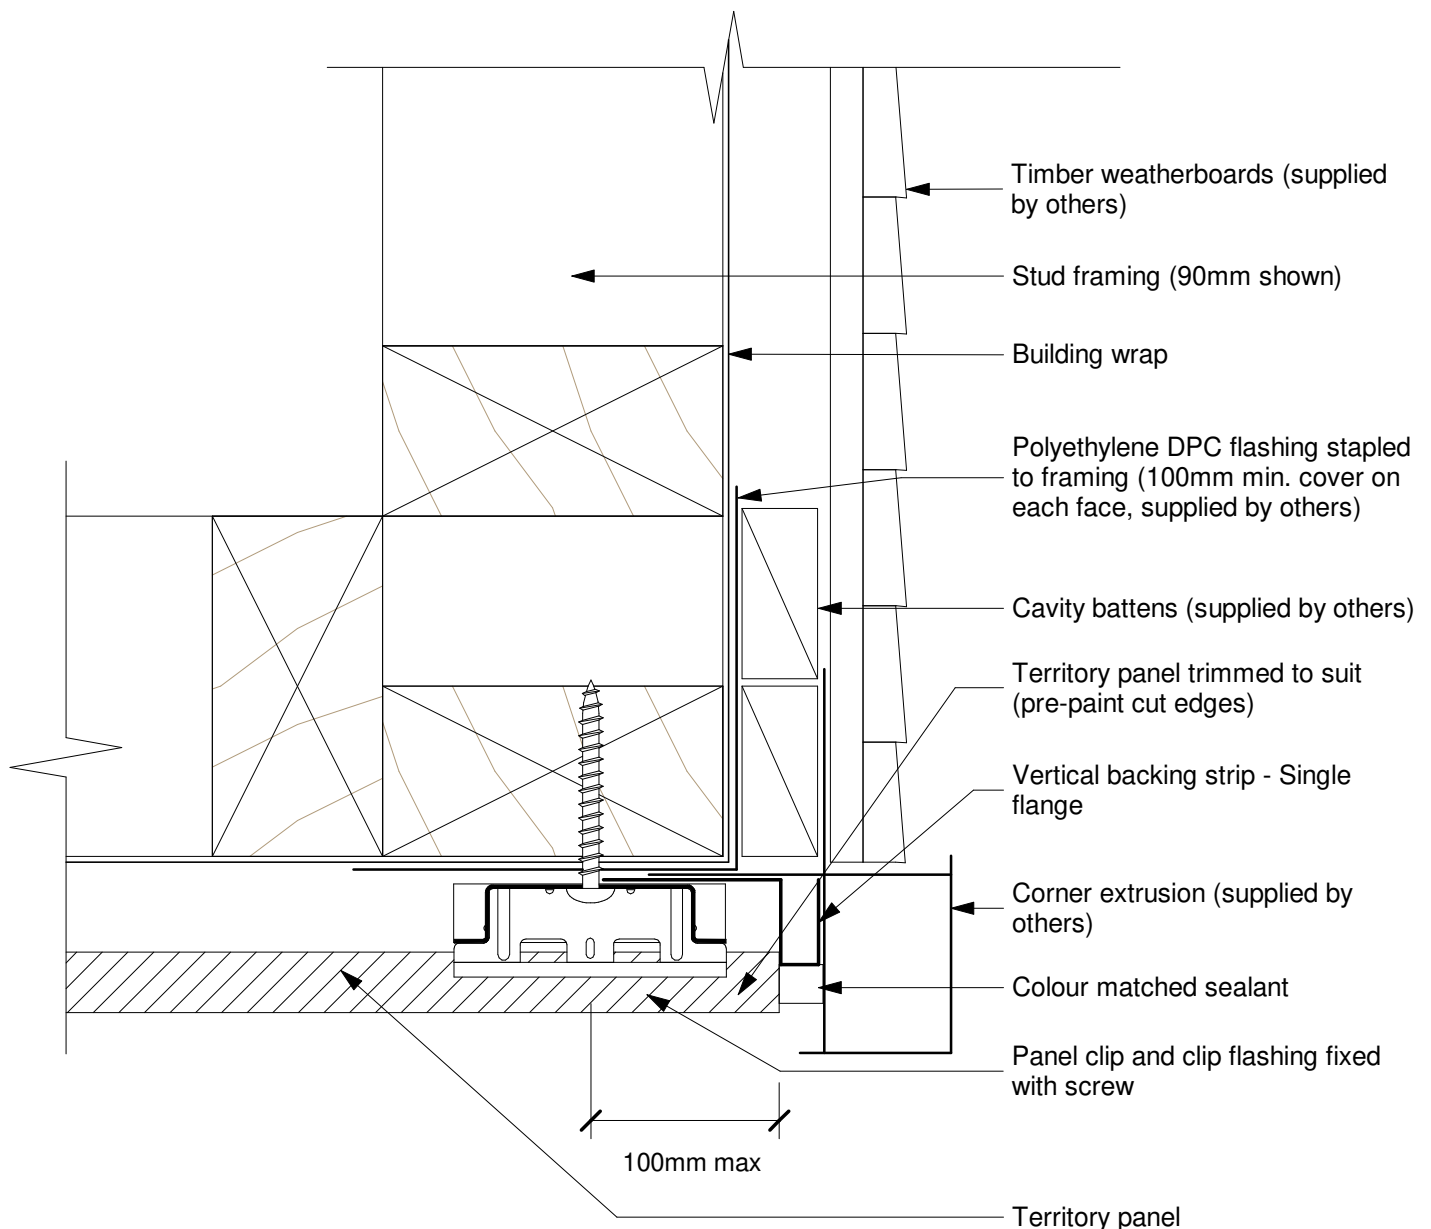 Timber weatherboards (supplied
by others)
Stud framing (90mm shown)
Building wrap
Polyethylene DPC flashing stapled
to framing (100mm min. cover on
each face, supplied by others)
Cavity battens (supplied by others)
Territory panel trimmed to suit
(pre-paint cut edges)
Vertical backing strip - Single
flange
Corner extrusion (supplied by
others)
Colour matched sealant
Panel clip and clip flashing fixed
with screw
100mm max
Territory panel